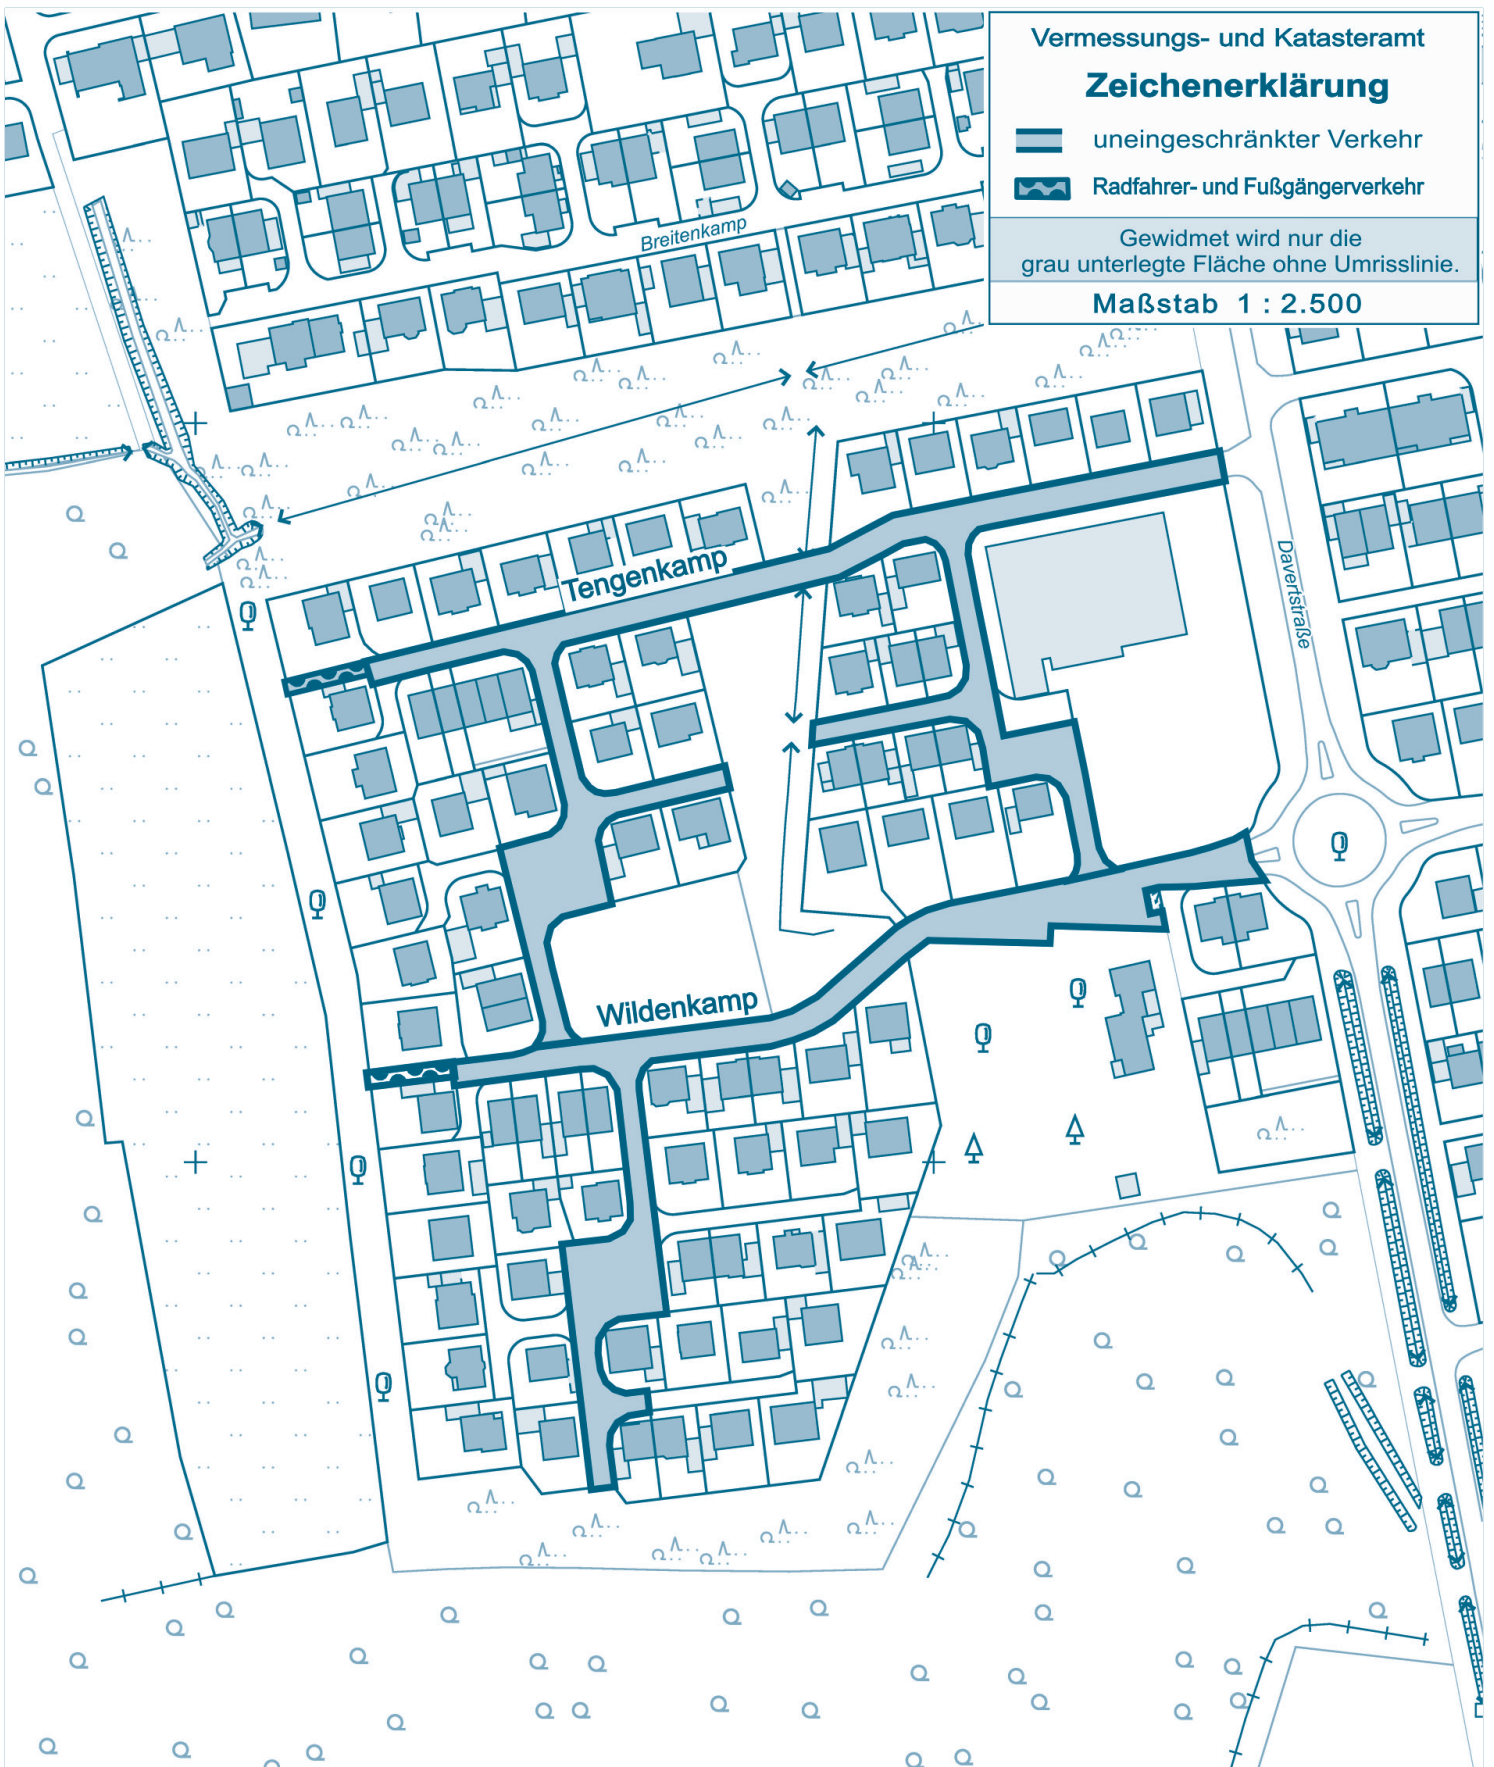 Vermessungs- und Katasteramt
Zeichenerklärung
uneingeschränkter Verkehr
Radfahrer- und Fußgängerverkehr
Gewidmet wird nur die
grau unterlegte Fläche ohne Umrisslinie.
Maßstab 1 : 2.500
Breitenkamp
Tengenkamp
Davertstraße
Wildenkamp